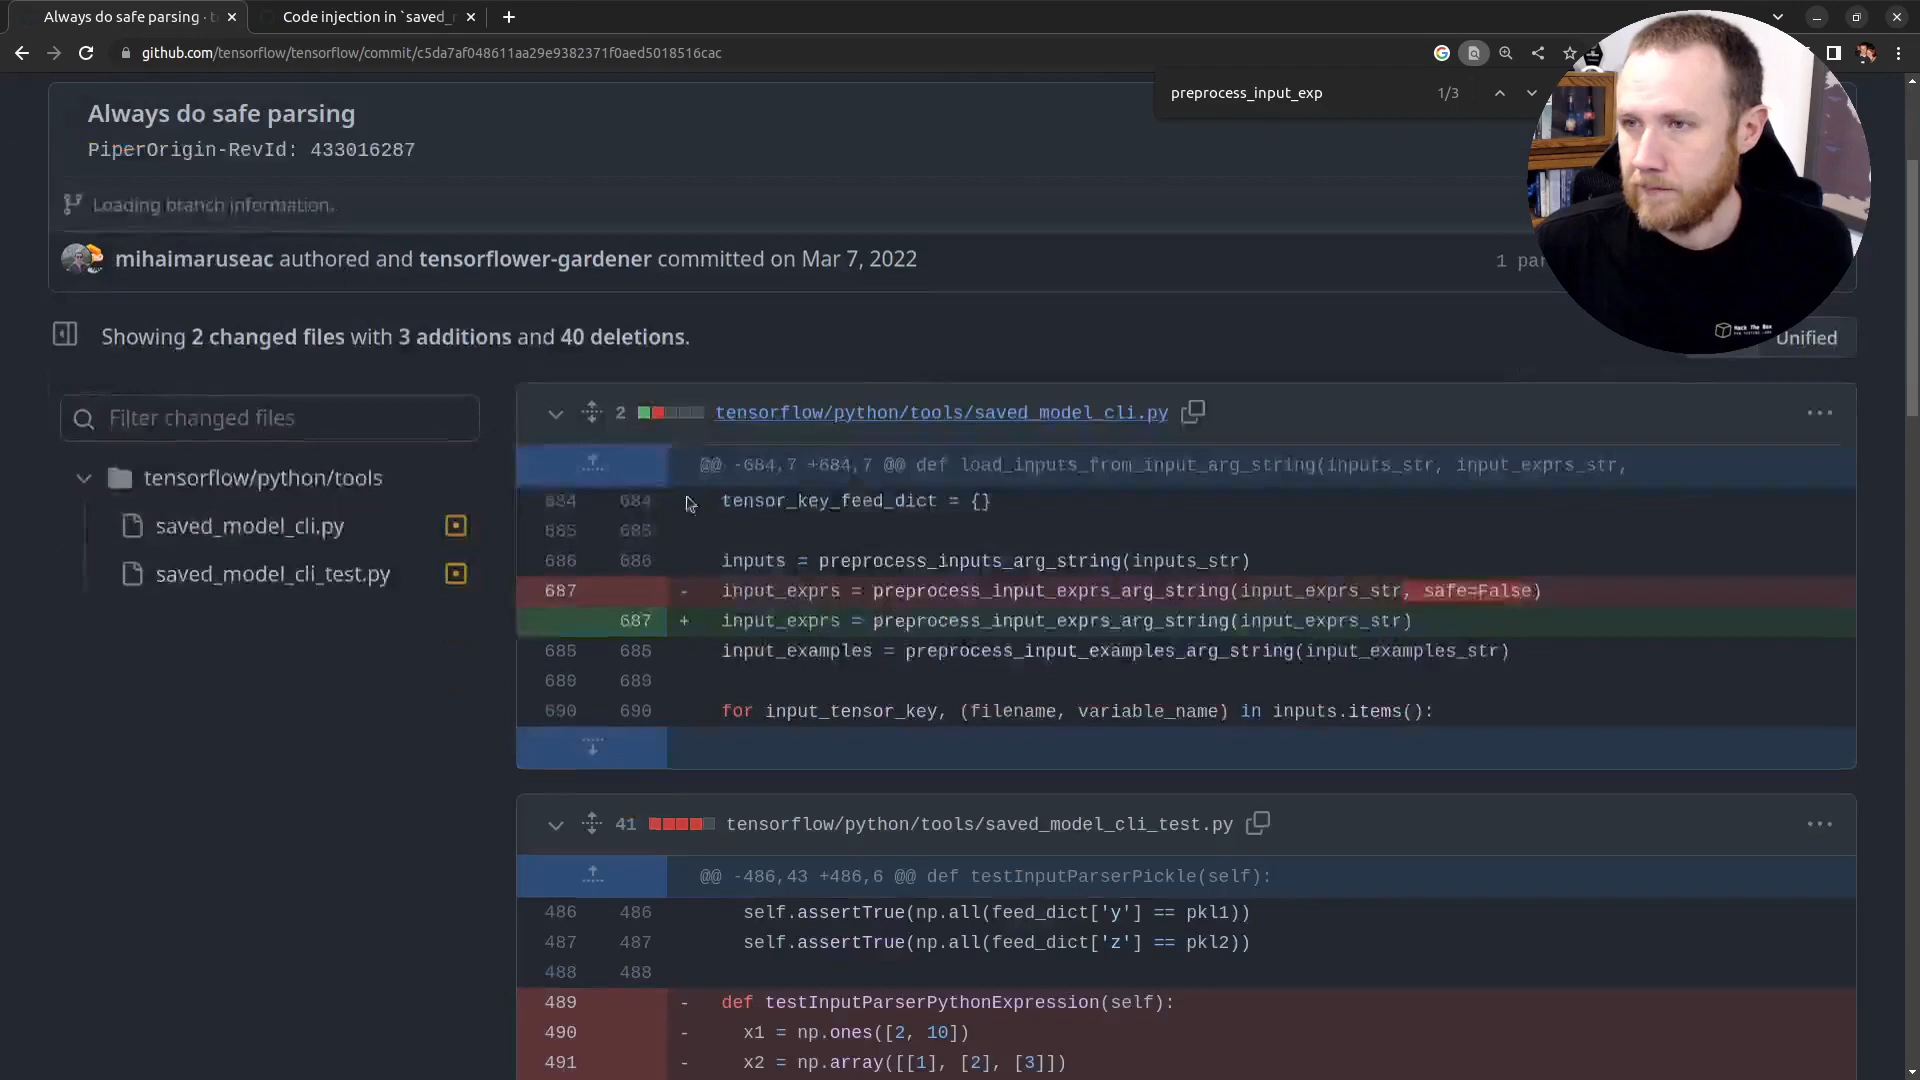 Always do safe parsing · t
Code injection in `saved_r
github.com/tensorflow/tensorflow/commit/c5da7af048611aa29e9382371f0aed5018516cac
preprocess_input_exp 1/3
Always do safe parsing
PiperOrigin-RevId: 433016287
Loading branch information.
mihaimaruseac authored and tensorflower-gardener committed on Mar 7, 2022
1 par
Hack The Box
Showing 2 changed files with 3 additions and 40 deletions.
Unified
Filter changed files
tensorflow/python/tools
saved_model_cli.py
saved_model_cli_test.py
2 tensorflow/python/tools/saved_model_cli.py
@@ -684,7 +684,7 @@ def load_inputs_from_input_arg_string(inputs_str, input_exprs_str,
684 684 tensor_key_feed_dict = {}
685 685
686 686 inputs = preprocess_inputs_arg_string(inputs_str)
687 - input_exprs = preprocess_input_exprs_arg_string(input_exprs_str, safe=False)
687 + input_exprs = preprocess_input_exprs_arg_string(input_exprs_str)
688 688 input_examples = preprocess_input_examples_arg_string(input_examples_str)
689 689
690 690 for input_tensor_key, (filename, variable_name) in inputs.items():
41 tensorflow/python/tools/saved_model_cli_test.py
@@ -486,43 +486,6 @@ def testInputParserPickle(self):
486 486 self.assertTrue(np.all(feed_dict['y'] == pkl1))
487 487 self.assertTrue(np.all(feed_dict['z'] == pkl2))
488 488
489 - def testInputParserPythonExpression(self):
490 - x1 = np.ones([2, 10])
491 - x2 = np.array([[1], [2], [3]])